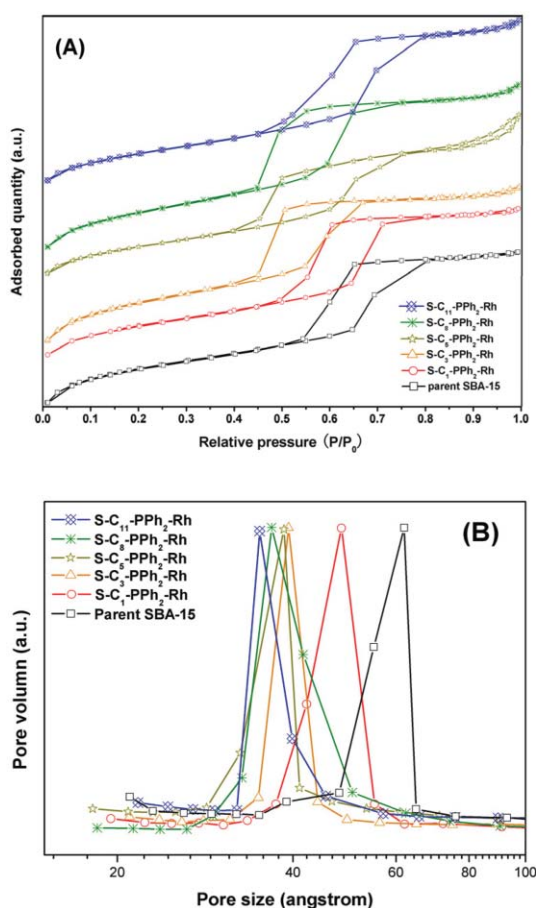 (A)
Adsorbed quantity (a.u.)
S-C₁₁-PPh₂-Rh
S-C₈-PPh₂-Rh
S-C₅-PPh₂-Rh
S-C₃-PPh₂-Rh
S-C₁-PPh₂-Rh
parent SBA-15
0.0 0.1 0.2 0.3 0.4 0.5 0.6 0.7 0.8 0.9 1.0
Relative pressure (P/P₀)
(B)
S-C₁₁-PPh₂-Rh
S-C₈-PPh₂-Rh
S-C₅-PPh₂-Rh
S-C₃-PPh₂-Rh
S-C₁-PPh₂-Rh
Parent SBA-15
Pore volumn (a.u.)
20 40 60 80 100
Pore size (angstrom)